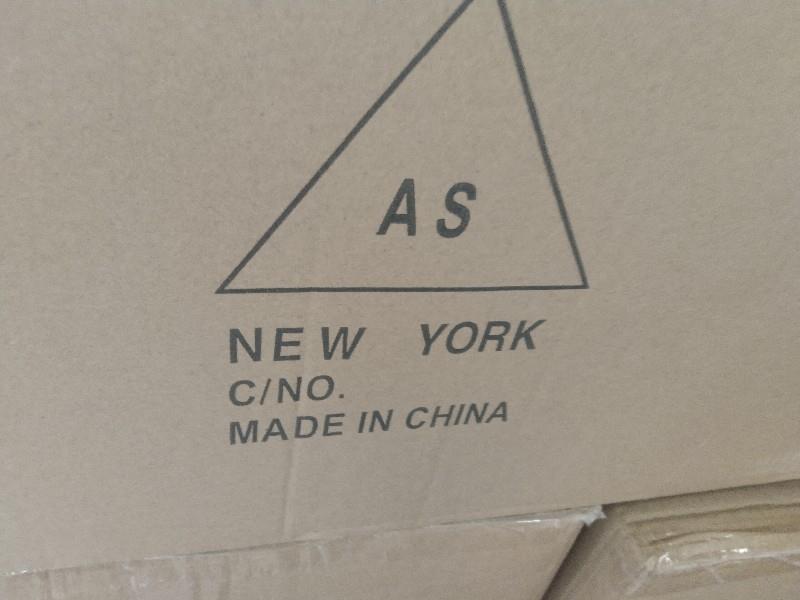 AS
NEW YORK
C/NO.
MADE IN CHINA